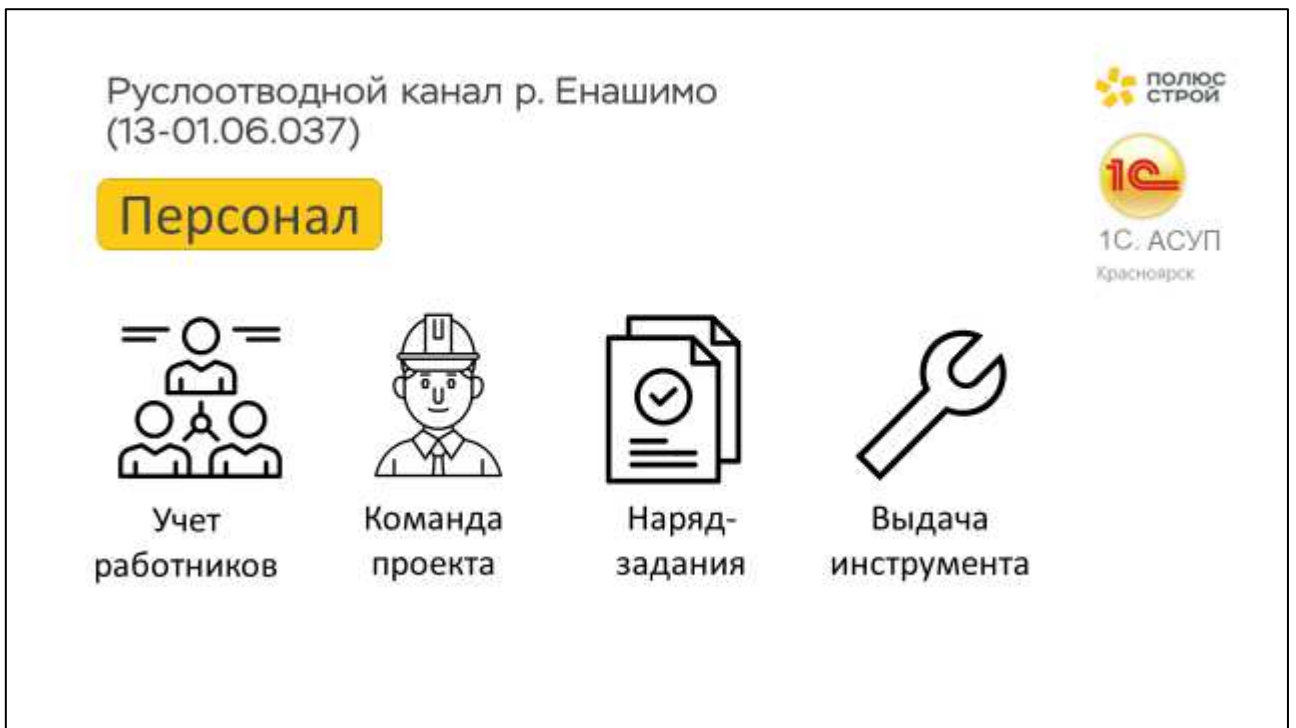 Руслоотводной канал р. Енашимо
(13-01.06.037)
ПОЛЮС
СТРОЙ
1С
1С. АСУП
Красноярск
Персонал
Учет
работников
Команда
проекта
Наряд-
задания
Выдача
инструмента